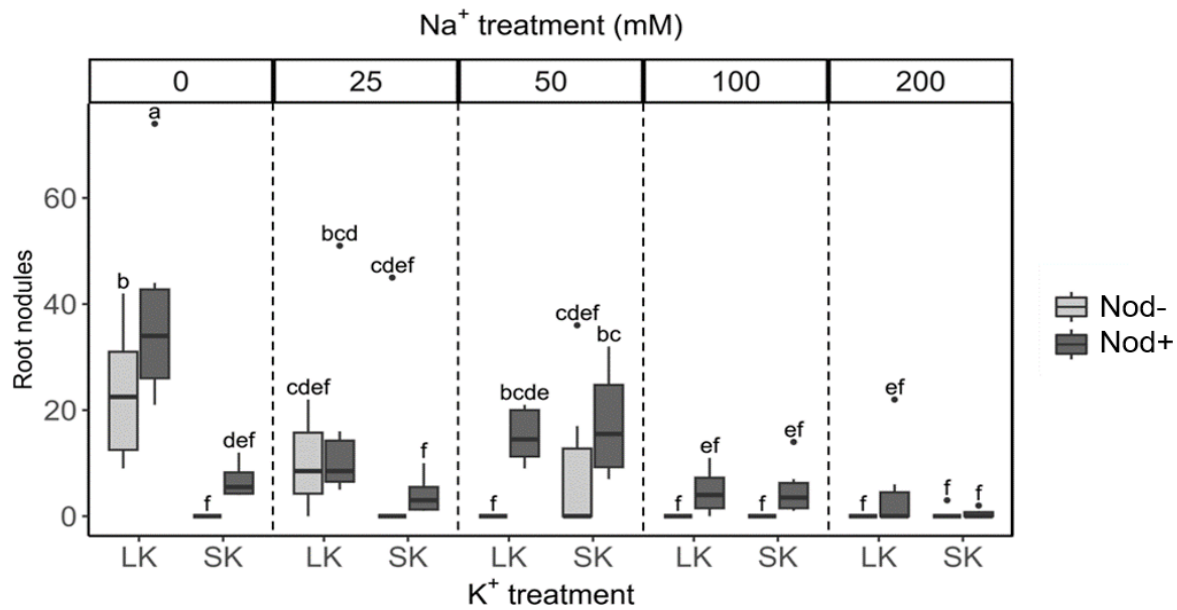 Na+ treatment (mM)
0 25 50 100 200
a
bcd
cdef
b
cdef
bc
cdef
bcde
def
f
ef
ef
ef
f
f
f
f
f
f
f
60
40
20
0
Root nodules
LK SK LK SK LK SK LK SK LK SK
K+ treatment
Nod-
Nod+